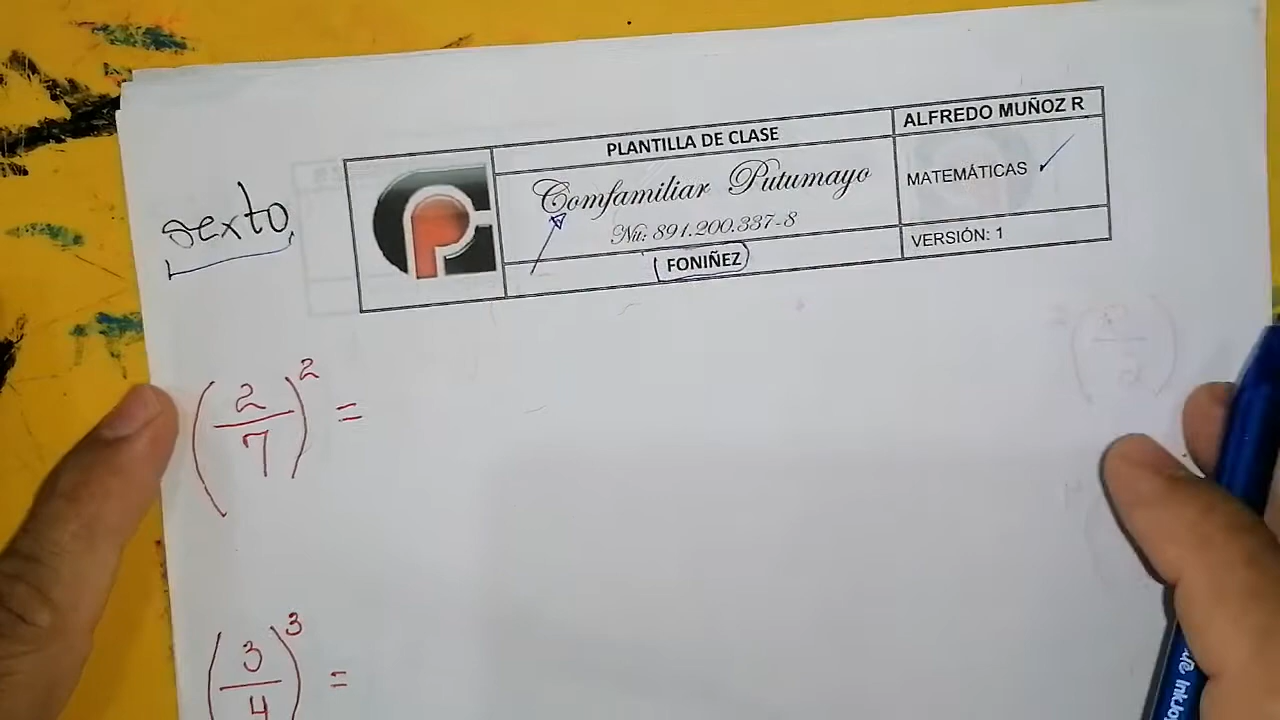 PLANTILLA DE CLASE
ALFREDO MUÑOZ R
Comfamiliar Putumayo
MATEMÁTICAS ✓
Nit: 891.200.337-8
FONIÑEZ
VERSIÓN: 1
sexto
(2/7)² =
(3/4)³ =